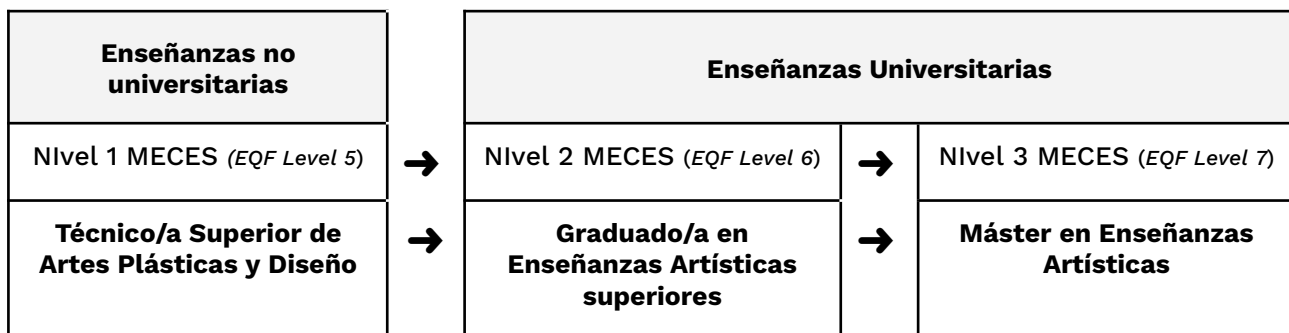 Enseñanzas no
universitarias
Enseñanzas Universitarias
NIvel 1 MECES (EQF Level 5)
➜
NIvel 2 MECES (EQF Level 6)
➜
NIvel 3 MECES (EQF Level 7)
Técnico/a Superior de
Artes Plásticas y Diseño
➜
Graduado/a en
Enseñanzas Artísticas
superiores
➜
Máster en Enseñanzas
Artísticas